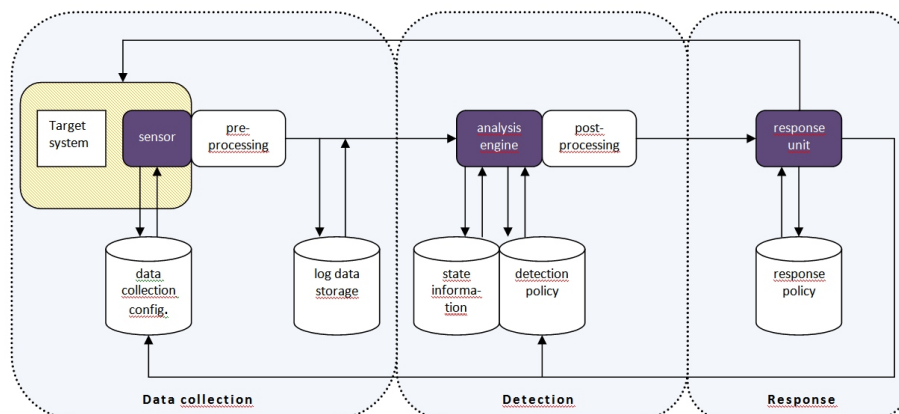 Target
system
sensor
pre-
processing
analysis
engine
post-
processing
response
unit
data
collection
config.
log data
storage
state
informa-
tion
detection
policy
response
policy
Data collection
Detection
Response